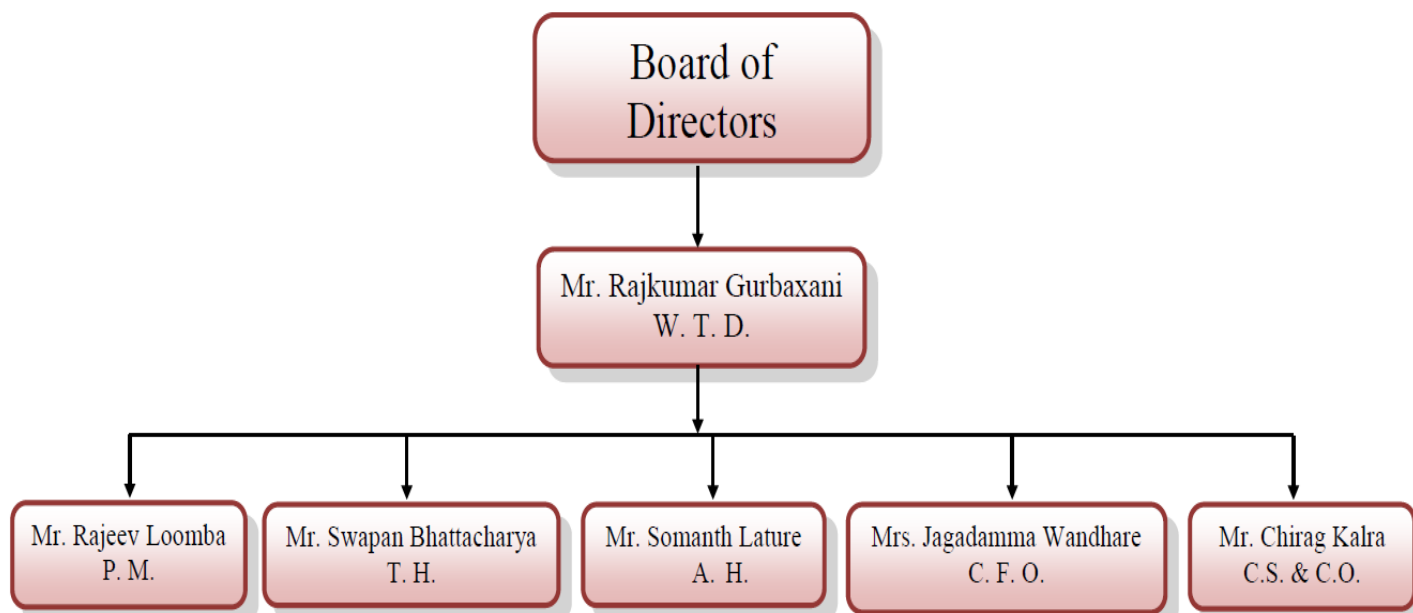 Board of
Directors
Mr. Rajkumar Gurbaxani
W. T. D.
Mr. Rajeev Loomba
P. M.
Mr. Swapan Bhattacharya
T. H.
Mr. Somanth Lature
A. H.
Mrs. Jagadamma Wandhare
C. F. O.
Mr. Chirag Kalra
C.S. & C.O.